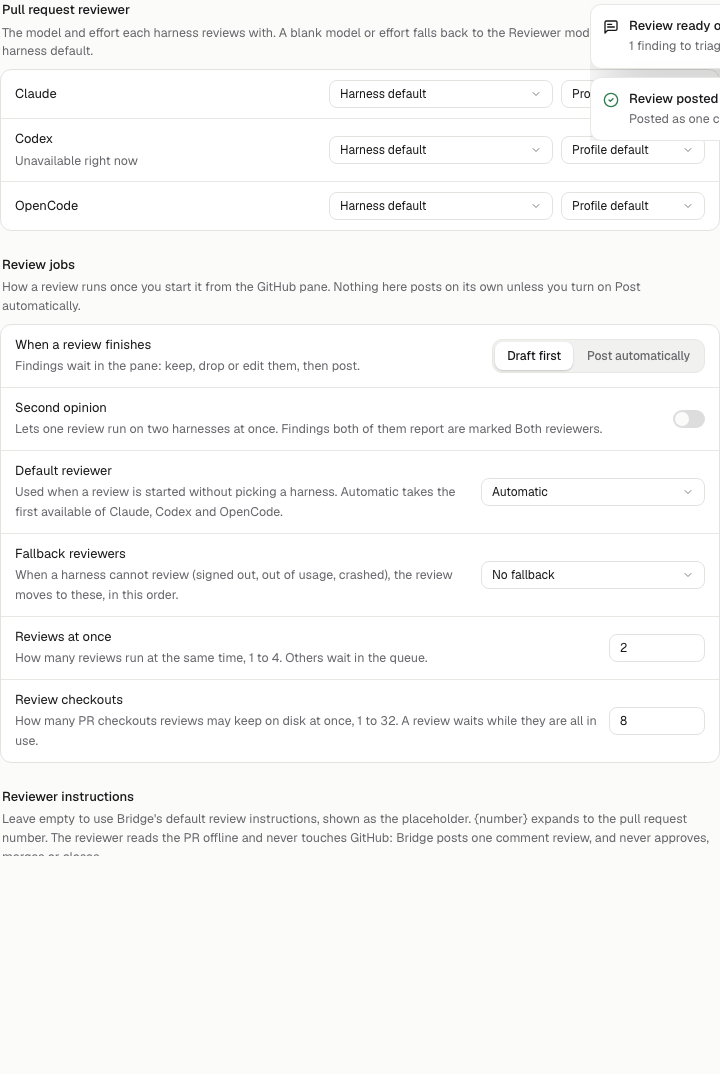 Pull request reviewer
The model and effort each harness reviews with. A blank model or effort falls back to the Reviewer
harness default.
Review ready
1 finding to
Claude
Harness default
Review posted
Posted as one
Codex
Unavailable right now
Harness default
Profile default
OpenCode
Harness default
Profile default
Review jobs
How a review runs once you start it from the GitHub pane. Nothing here posts on its own unless you turn on Post
automatically.
When a review finishes
Findings wait in the pane: keep, drop or edit them, then post.
Draft first
Post automatically
Second opinion
Lets one review run on two harnesses at once. Findings both of them report are marked Both reviewers.
Default reviewer
Used when a review is started without picking a harness. Automatic takes the
first available of Claude, Codex and OpenCode.
Automatic
Fallback reviewers
When a harness cannot review (signed out, out of usage, crashed), the review
moves to these, in this order.
No fallback
Reviews at once
How many reviews run at the same time, 1 to 4. Others wait in the queue.
2
Review checkouts
How many PR checkouts reviews may keep on disk at once, 1 to 32. A review waits while they are all in
use.
8
Reviewer instructions
Leave empty to use Bridge's default review instructions, shown as the placeholder. {number} expands to the pull request
number. The reviewer reads the PR offline and never touches GitHub: Bridge posts one comment review, and never approves,